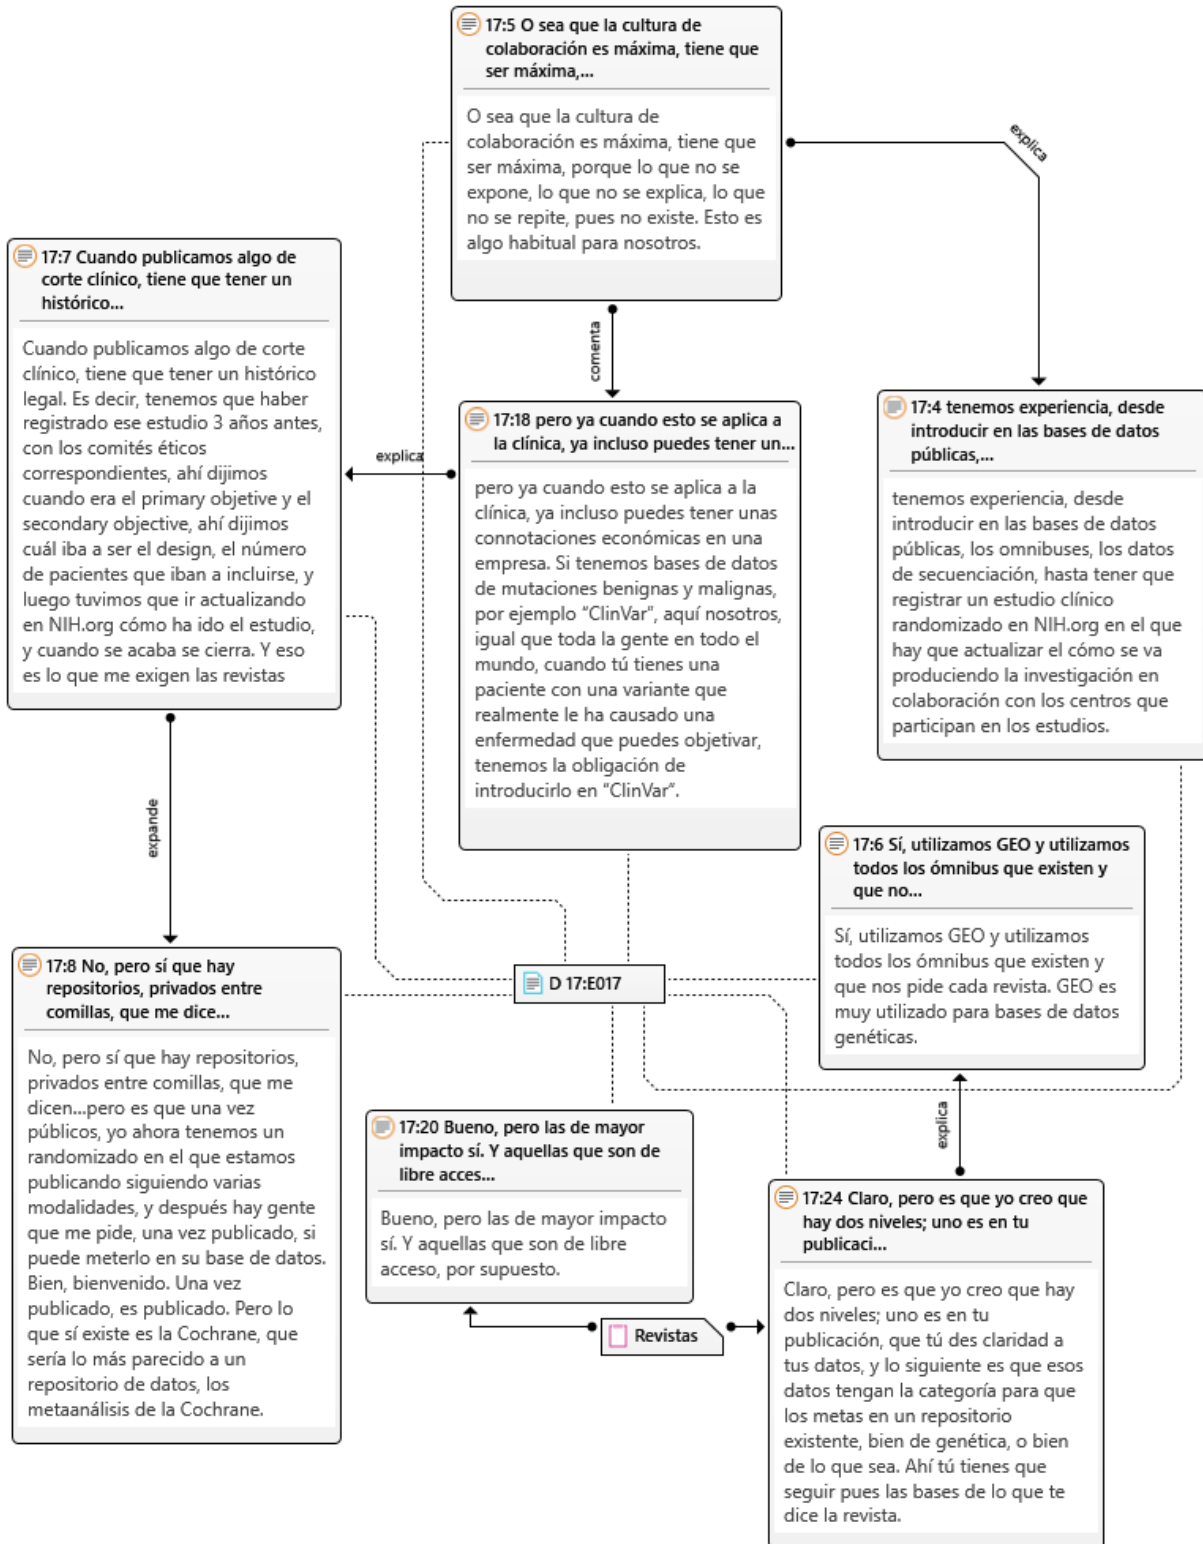 17:5 O sea que la cultura de
colaboración es máxima, tiene que
ser máxima,...
O sea que la cultura de
colaboración es máxima, tiene que
ser máxima, porque lo que no se
expone, lo que no se explica, lo que
no se repite, pues no existe. Esto es
algo habitual para nosotros.
explica
comenta
17:7 Cuando publicamos algo de
corte clínico, tiene que tener un
histórico...
Cuando publicamos algo de corte
clínico, tiene que tener un histórico
legal. Es decir, tenemos que haber
registrado ese estudio 3 años antes,
con los comités éticos
correspondientes, ahí dijimos
cuando era el primary objetive y el
secondary objective, ahí dijimos
cuál iba a ser el design, el número
de pacientes que iban a incluirse, y
luego tuvimos que ir actualizando
en NIH.org cómo ha ido el estudio,
y cuando se acaba se cierra. Y eso
es lo que me exigen las revistas
explica
17:18 pero ya cuando esto se aplica a
la clínica, ya incluso puedes tener un...
pero ya cuando esto se aplica a la
clínica, ya incluso puedes tener unas
connotaciones económicas en una
empresa. Si tenemos bases de datos
de mutaciones benignas y malignas,
por ejemplo “ClinVar”, aquí nosotros,
igual que toda la gente en todo el
mundo, cuando tú tienes una
paciente con una variante que
realmente le ha causado una
enfermedad que puedes objetivar,
tenemos la obligación de
introducirlo en “ClinVar”.
17:4 tenemos experiencia, desde
introducir en las bases de datos
públicas,...
tenemos experiencia, desde
introducir en las bases de datos
públicas, los omnibuses, los datos
de secuenciación, hasta tener que
registrar un estudio clínico
randomizado en NIH.org en el que
hay que actualizar el cómo se va
produciendo la investigación en
colaboración con los centros que
participan en los estudios.
expande
17:6 Sí, utilizamos GEO y utilizamos
todos los ómnibus que existen y
que no...
Sí, utilizamos GEO y utilizamos
todos los ómnibus que existen y
que nos pide cada revista. GEO es
muy utilizado para bases de datos
genéticas.
17:8 No, pero sí que hay
repositorios, privados entre
comillas, que me dice...
No, pero sí que hay repositorios,
privados entre comillas, que me
dicen...pero es que una vez
públicos, yo ahora tenemos un
randomizado en el que estamos
publicando siguiendo varias
modalidades, y después hay gente
que me pide, una vez publicado, si
puede meterlo en su base de datos.
Bien, bienvenido. Una vez
publicado, es publicado. Pero lo
que sí existe es la Cochrane, que
sería lo más parecido a un
repositorio de datos, los
metaanálisis de la Cochrane.
D 17:E017
explica
17:20 Bueno, pero las de mayor
impacto sí. Y aquellas que son de
libre acces...
Bueno, pero las de mayor impacto
sí. Y aquellas que son de libre
acceso, por supuesto.
Revistas
17:24 Claro, pero es que yo creo que
hay dos niveles; uno es en tu
publicaci...
Claro, pero es que yo creo que hay
dos niveles; uno es en tu
publicación, que tú des claridad a
tus datos, y lo siguiente es que esos
datos tengan la categoría para que
los metas en un repositorio
existente, bien de genética, o bien
de lo que sea. Ahí tú tienes que
seguir pues las bases de lo que te
dice la revista.